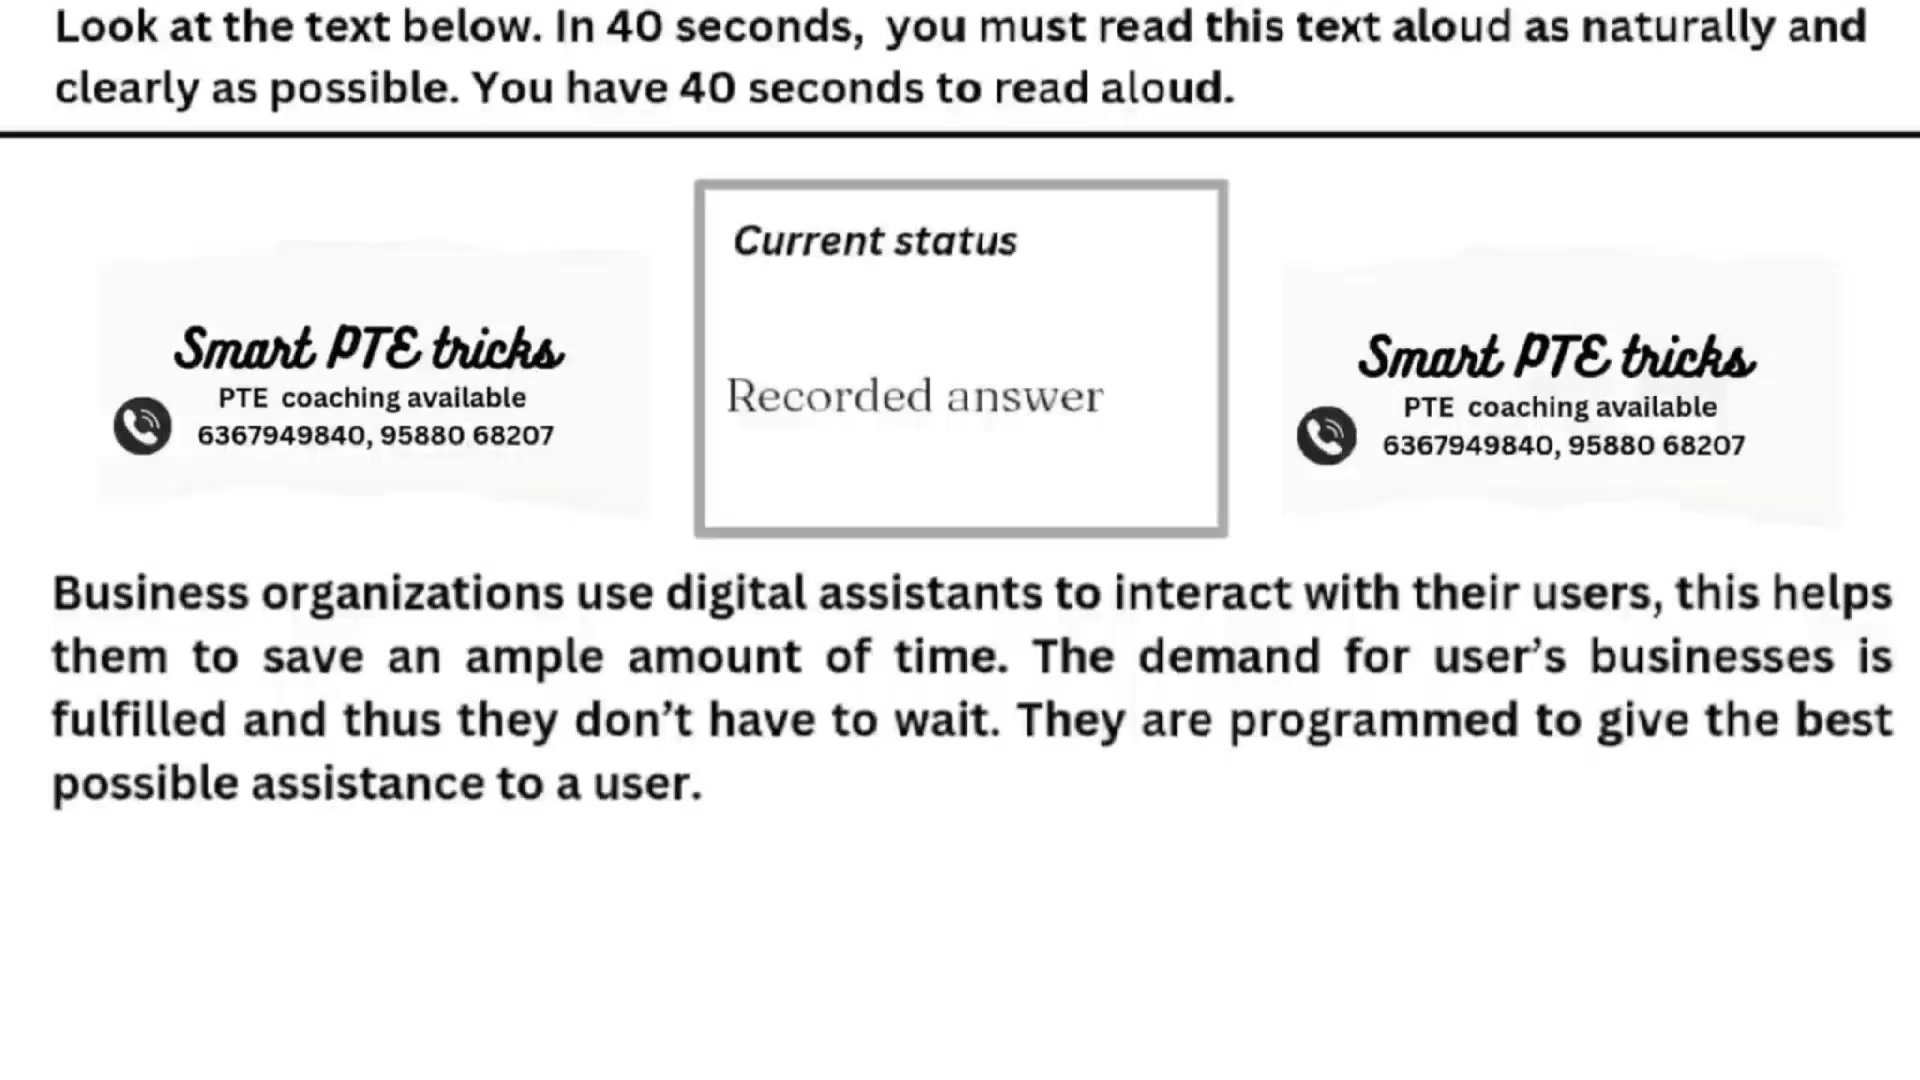 Look at the text below. In 40 seconds, you must read this text aloud as naturally and
clearly as possible. You have 40 seconds to read aloud.
Current status
Recorded answer
Smart PTE tricks
PTE coaching available
6367949840, 95880 68207
Smart PTE tricks
PTE coaching available
6367949840, 95880 68207
Business organizations use digital assistants to interact with their users, this helps
them to save an ample amount of time. The demand for user’s businesses is
fulfilled and thus they don’t have to wait. They are programmed to give the best
possible assistance to a user.